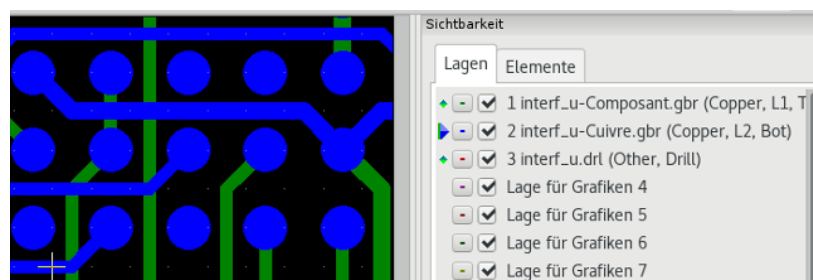 Sichtbarkeit
Lagen Elemente
1 interf_u-Composant.gbr (Copper, L1, T
2 interf_u-Cuivre.gbr (Copper, L2, Bot)
3 interf_u.drl (Other, Drill)
Lage für Grafiken 4
Lage für Grafiken 5
Lage für Grafiken 6
Lage für Grafiken 7